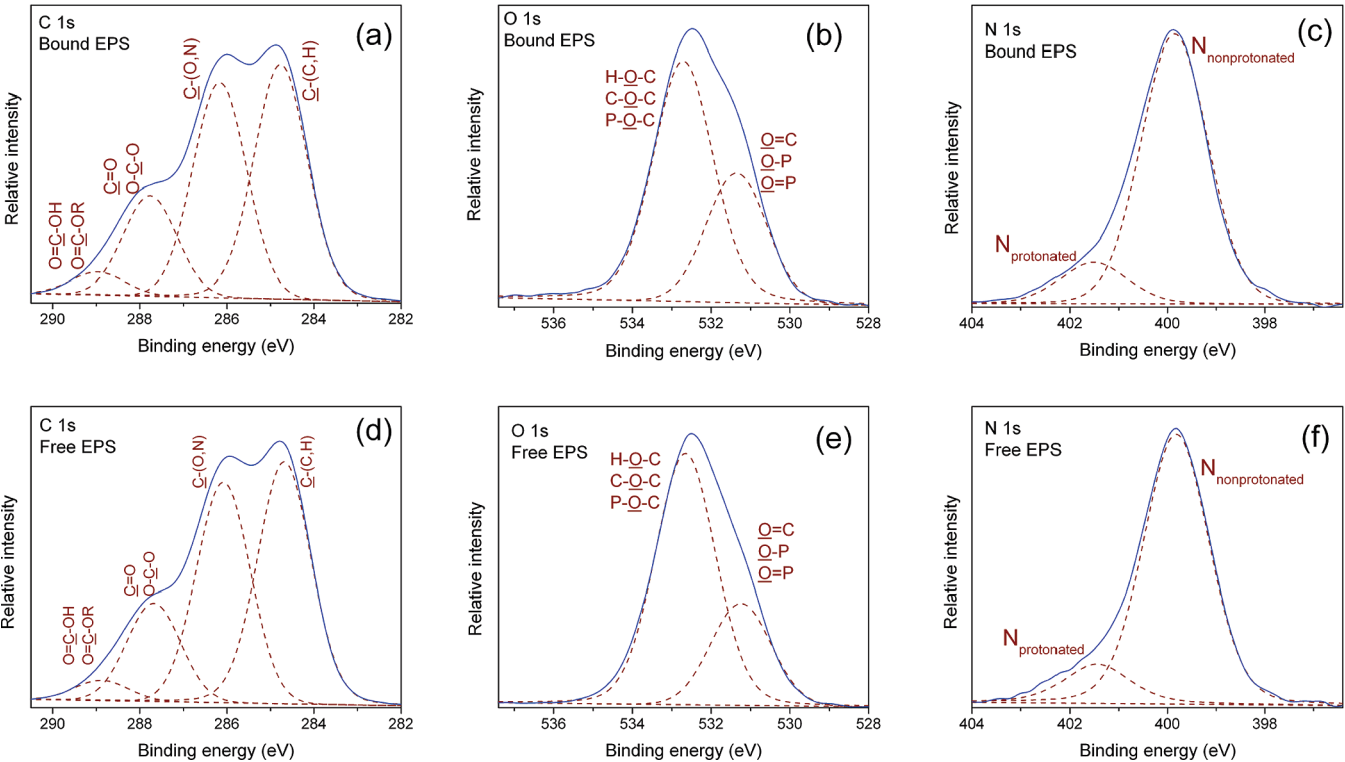 C 1s
Bound EPS
(a)
C-(O,N)
C-(C,H)
C=O
O-C-O
O=C-OH
O=C-OR
Relative intensity
290 288 286 284 282
Binding energy (eV)
O 1s
Bound EPS
(b)
H-O-C
C-O-C
P-O-C
O=C
O-P
O=P
Relative intensity
536 534 532 530 528
Binding energy (eV)
N 1s
Bound EPS
(c)
Nnonprotonated
Nprotonated
Relative intensity
404 402 400 398
Binding energy (eV)
C 1s
Free EPS
(d)
C-(O,N)
C-(C,H)
C=O
O-C-O
O=C-OH
O=C-OR
Relative intensity
290 288 286 284 282
Binding energy (eV)
O 1s
Free EPS
(e)
H-O-C
C-O-C
P-O-C
O=C
O-P
O=P
Relative intensity
536 534 532 530 528
Binding energy (eV)
N 1s
Free EPS
(f)
Nnonprotonated
Nprotonated
Relative intensity
404 402 400 398
Binding energy (eV)